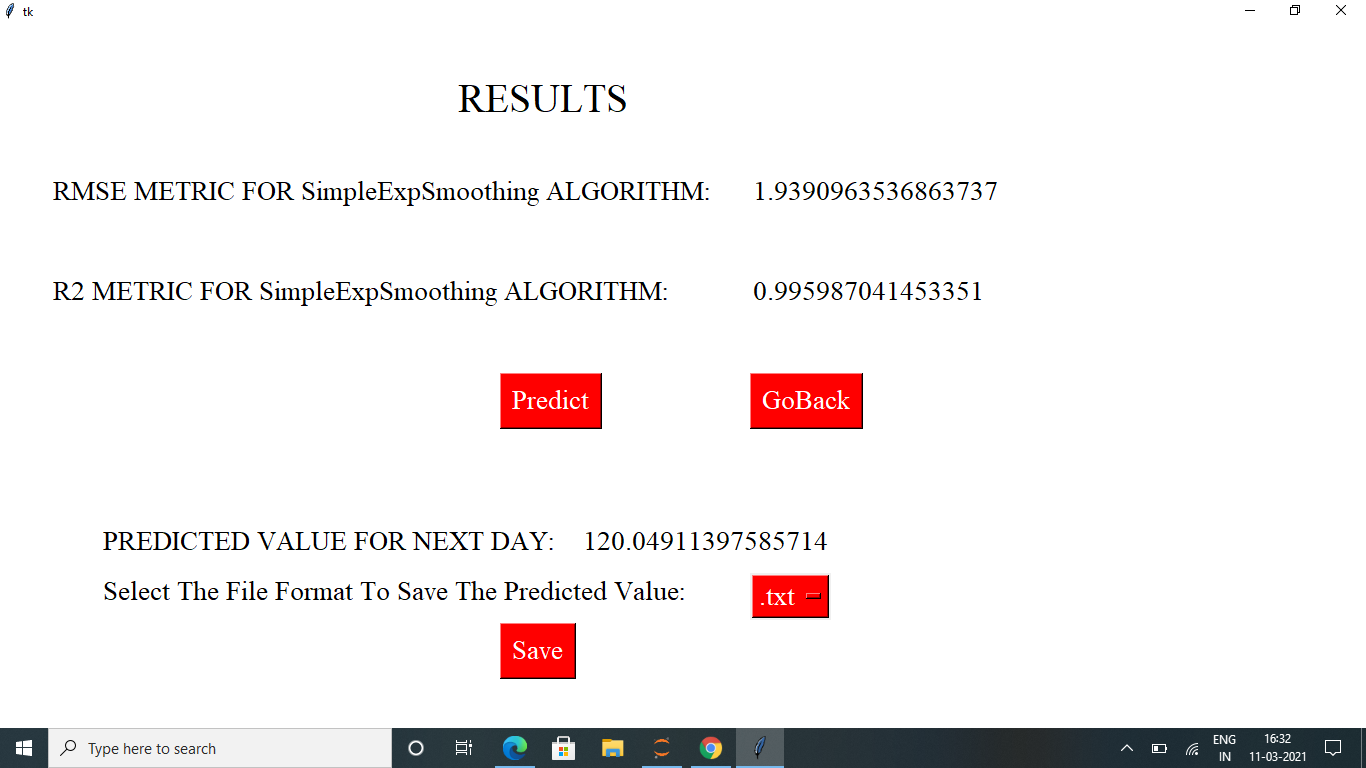 tk
RESULTS
RMSE METRIC FOR SimpleExpSmoothing ALGORITHM: 1.9390963536863737
R2 METRIC FOR SimpleExpSmoothing ALGORITHM: 0.995987041453351
Predict GoBack
PREDICTED VALUE FOR NEXT DAY: 120.04911397585714
Select The File Format To Save The Predicted Value: .txt
Save
Type here to search
ENG 16:32
IN 11-03-2021